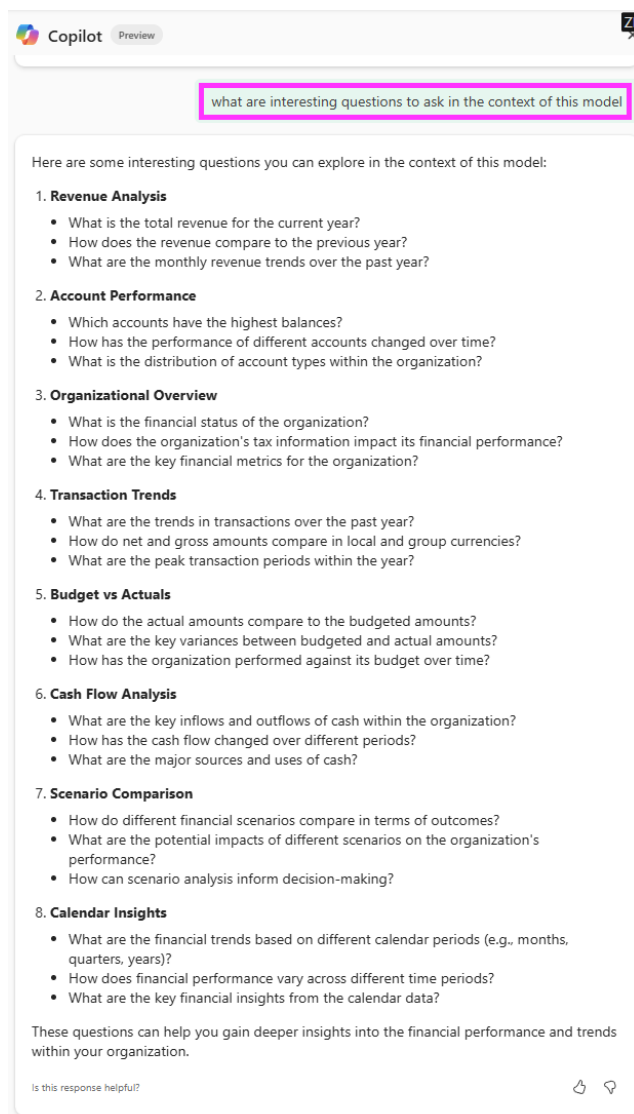 Copilot Preview
Z
what are interesting questions to ask in the context of this model
Here are some interesting questions you can explore in the context of this model:
1. Revenue Analysis
• What is the total revenue for the current year?
• How does the revenue compare to the previous year?
• What are the monthly revenue trends over the past year?
2. Account Performance
• Which accounts have the highest balances?
• How has the performance of different accounts changed over time?
• What is the distribution of account types within the organization?
3. Organizational Overview
• What is the financial status of the organization?
• How does the organization's tax information impact its financial performance?
• What are the key financial metrics for the organization?
4. Transaction Trends
• What are the trends in transactions over the past year?
• How do net and gross amounts compare in local and group currencies?
• What are the peak transaction periods within the year?
5. Budget vs Actuals
• How do the actual amounts compare to the budgeted amounts?
• What are the key variances between budgeted and actual amounts?
• How has the organization performed against its budget over time?
6. Cash Flow Analysis
• What are the key inflows and outflows of cash within the organization?
• How has the cash flow changed over different periods?
• What are the major sources and uses of cash?
7. Scenario Comparison
• How do different financial scenarios compare in terms of outcomes?
• What are the potential impacts of different scenarios on the organization's
performance?
• How can scenario analysis inform decision-making?
8. Calendar Insights
• What are the financial trends based on different calendar periods (e.g., months,
quarters, years)?
• How does financial performance vary across different time periods?
• What are the key financial insights from the calendar data?
These questions can help you gain deeper insights into the financial performance and trends
within your organization.
Is this response helpful?